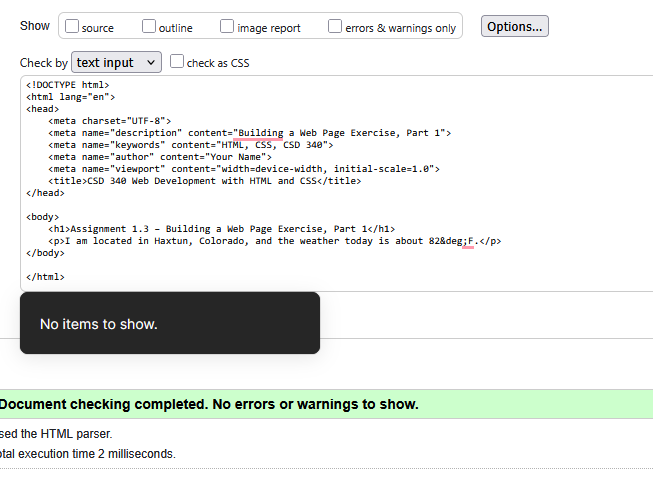 Show source outline image report errors & warnings only Options...
Check by text input check as CSS
<!DOCTYPE html>
<html lang="en">
<head>
    <meta charset="UTF-8">
    <meta name="description" content="Building a Web Page Exercise, Part 1">
    <meta name="keywords" content="HTML, CSS, CSD 340">
    <meta name="author" content="Your Name">
    <meta name="viewport" content="width=device-width, initial-scale=1.0">
    <title>CSD 340 Web Development with HTML and CSS</title>
</head>
<body>
    <h1>Assignment 1.3 – Building a Web Page Exercise, Part 1</h1>
    <p>I am located in Haxtun, Colorado, and the weather today is about 82&deg;F.</p>
</body>
</html>
No items to show.
Document checking completed. No errors or warnings to show.
sed the HTML parser.
otal execution time 2 milliseconds.